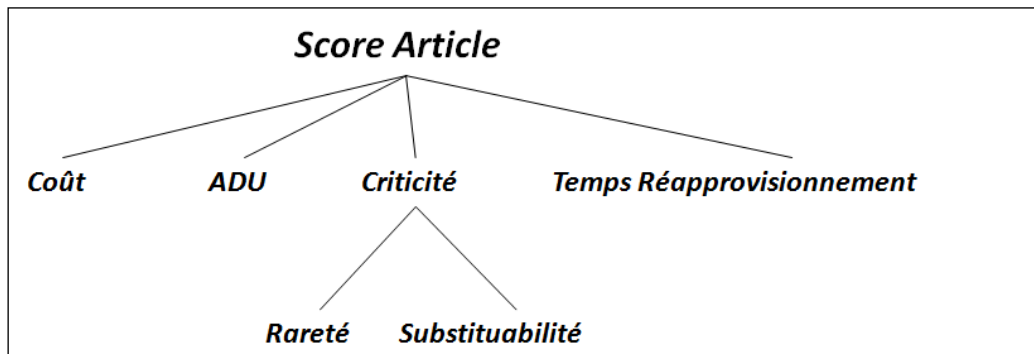 Score Article
Coût ADU Criticité Temps Réapprovisionnement
Rareté Substituabilité